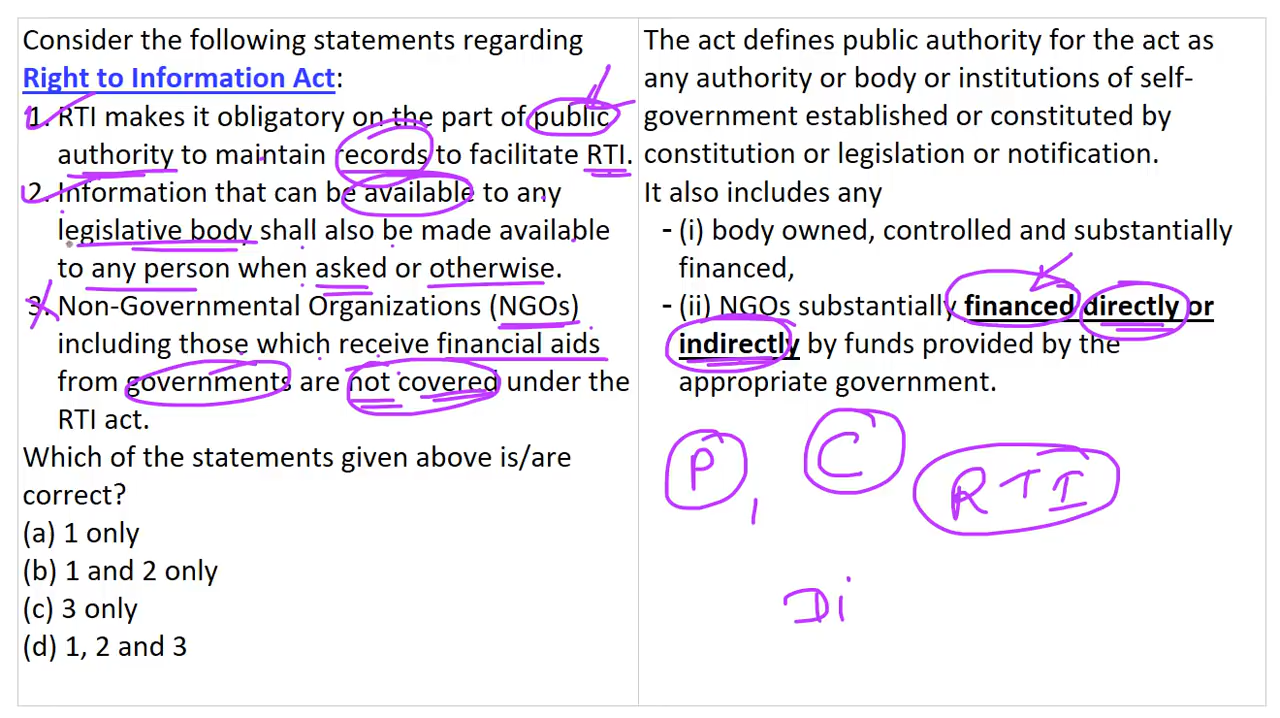 Consider the following statements regarding
Right to Information Act:
1. RTI makes it obligatory on the part of public
authority to maintain records to facilitate RTI.
2. Information that can be available to any
legislative body shall also be made available
to any person when asked or otherwise.
3. Non-Governmental Organizations (NGOs)
including those which receive financial aids
from governments are not covered under the
RTI act.
Which of the statements given above is/are
correct?
(a) 1 only
(b) 1 and 2 only
(c) 3 only
(d) 1, 2 and 3
The act defines public authority for the act as
any authority or body or institutions of self-
government established or constituted by
constitution or legislation or notification.
It also includes any
- (i) body owned, controlled and substantially
financed,
- (ii) NGOs substantially financed directly or
indirectly by funds provided by the
appropriate government.
P, C RTI
Di